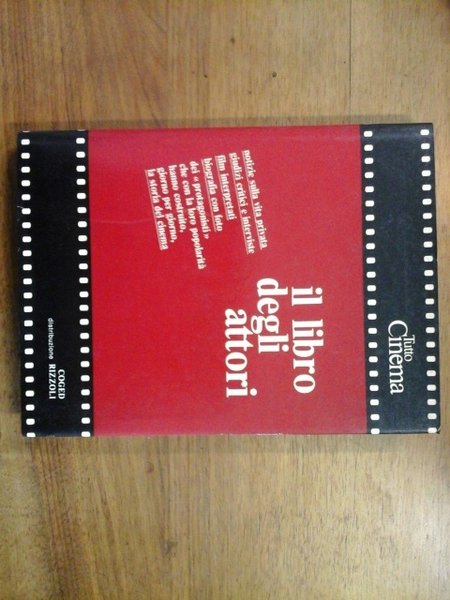 Tutto
Cinema
il libro
degli
attori
notizie sulla vita privata
giudizi critici e interviste
film interpretati
biografia con foto
dei «protagonisti»
che con la loro popolarità
hanno costruito,
giorno per giorno,
la storia del cinema
COGED
distribuzione RIZZOLI